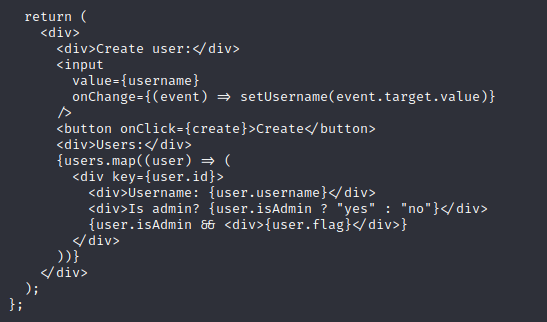 return (
<div>
<div>Create user:</div>
<input
value={username}
onChange={(event) => setUsername(event.target.value)}
/>
<button onClick={create}>Create</button>
<div>Users:</div>
{users.map((user) => (
<div key={user.id}>
<div>Username: {user.username}</div>
<div>Is admin? {user.isAdmin ? "yes" : "no"}</div>
{user.isAdmin && <div>{user.flag}</div>}
</div>
))}
</div>
);
};